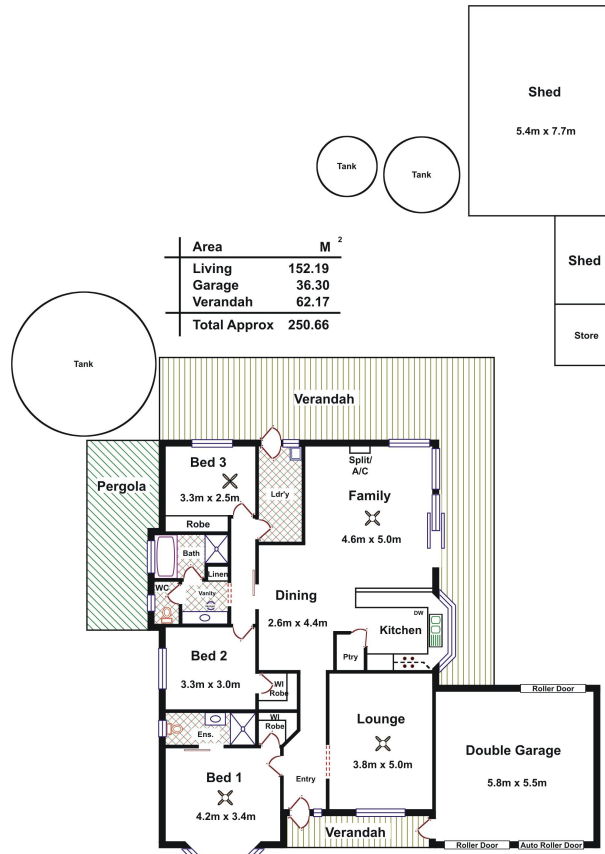 Shed
5.4m x 7.7m
Tank
Tank
Area M 2
Living 152.19
Garage 36.30
Verandah 62.17
Total Approx 250.66
Shed
Store
Tank
Verandah
Pergola
Bed 3
3.3m x 2.5m
Robe
Ldr'y
Split/
A/C
Family
4.6m x 5.0m
Bath
Linen
WC
Vanity
Dining
2.6m x 4.4m
DW
Kitchen
Ptry
Bed 2
3.3m x 3.0m
WI
Robe
Ens.
WI
Robe
Lounge
3.8m x 5.0m
Roller Door
Double Garage
5.8m x 5.5m
Bed 1
4.2m x 3.4m
Entry
Verandah
Roller Door
Auto Roller Door